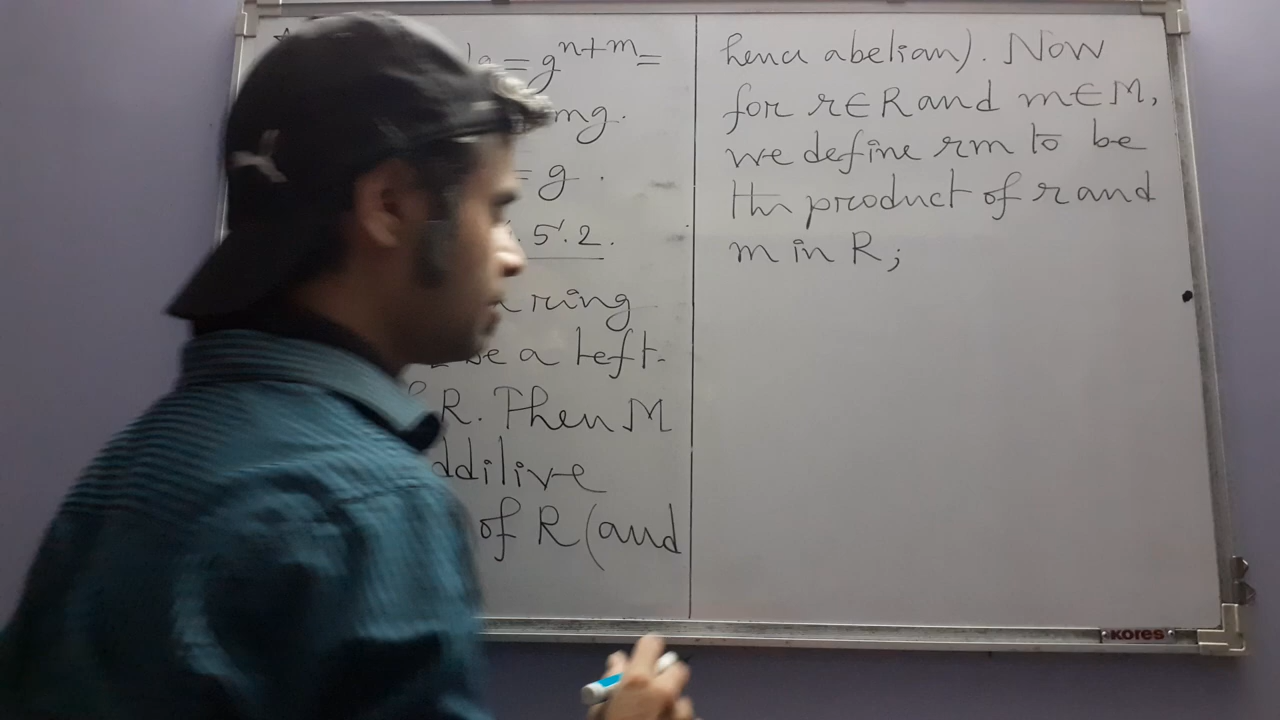 = g^{n+m} =
mg.
= g .
.5.2.
ring
be a left-
R. Then M
dditive
of R (and
hence abelian). Now
for r∈R and m∈M,
we define rm to be
the product of r and
m in R;
KORES